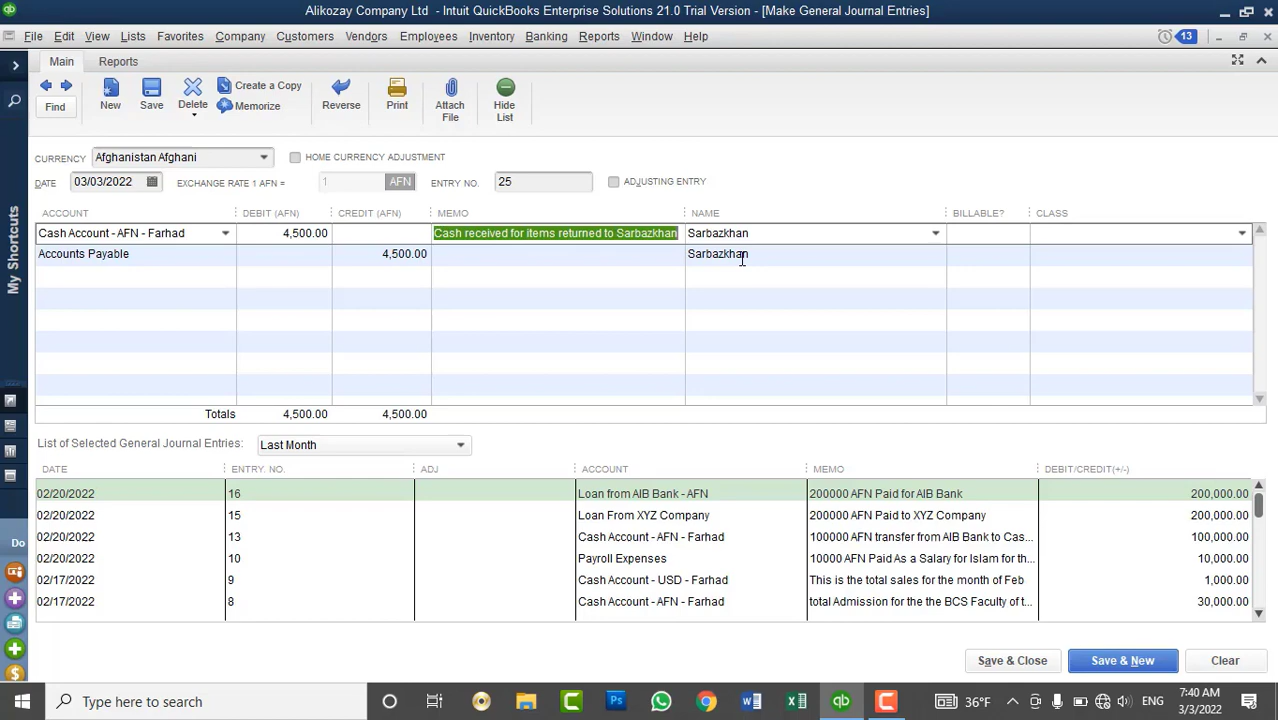 Alikozay Company Ltd - Intuit QuickBooks Enterprise Solutions 21.0 Trial Version - [Make General Journal Entries]
File Edit View Lists Favorites Company Customers Vendors Employees Inventory Banking Reports Window Help 13
Main Reports
Find New Save Delete Create a Copy Memorize Reverse Print Attach File Hide List
CURRENCY Afghanistan Afghani HOME CURRENCY ADJUSTMENT
DATE 03/03/2022 EXCHANGE RATE 1 AFN = 1 AFN ENTRY NO. 25 ADJUSTING ENTRY
ACCOUNT DEBIT (AFN) CREDIT (AFN) MEMO NAME BILLABLE? CLASS
Cash Account - AFN - Farhad 4,500.00 Cash received for items returned to Sarbazkhan Sarbazkhan
Accounts Payable 4,500.00 Sarbazkhan
My Shortcuts
Totals 4,500.00 4,500.00
List of Selected General Journal Entries: Last Month
DATE ENTRY. NO. ADJ ACCOUNT MEMO DEBIT/CREDIT(+/-)
02/20/2022 16 Loan from AIB Bank - AFN 200000 AFN Paid for AIB Bank 200,000.00
02/20/2022 15 Loan From XYZ Company 200000 AFN Paid to XYZ Company 200,000.00
02/20/2022 13 Cash Account - AFN - Farhad 100000 AFN transfer from AIB Bank to Cas... 100,000.00
Do
02/20/2022 10 Payroll Expenses 10000 AFN Paid As a Salary for Islam for th... 10,000.00
02/17/2022 9 Cash Account - USD - Farhad This is the total sales for the month of Feb 1,000.00
02/17/2022 8 Cash Account - AFN - Farhad total Admission for the the BCS Faculty of t... 30,000.00
Save & Close Save & New Clear
Type here to search 36°F ENG 7:40 AM
3/3/2022